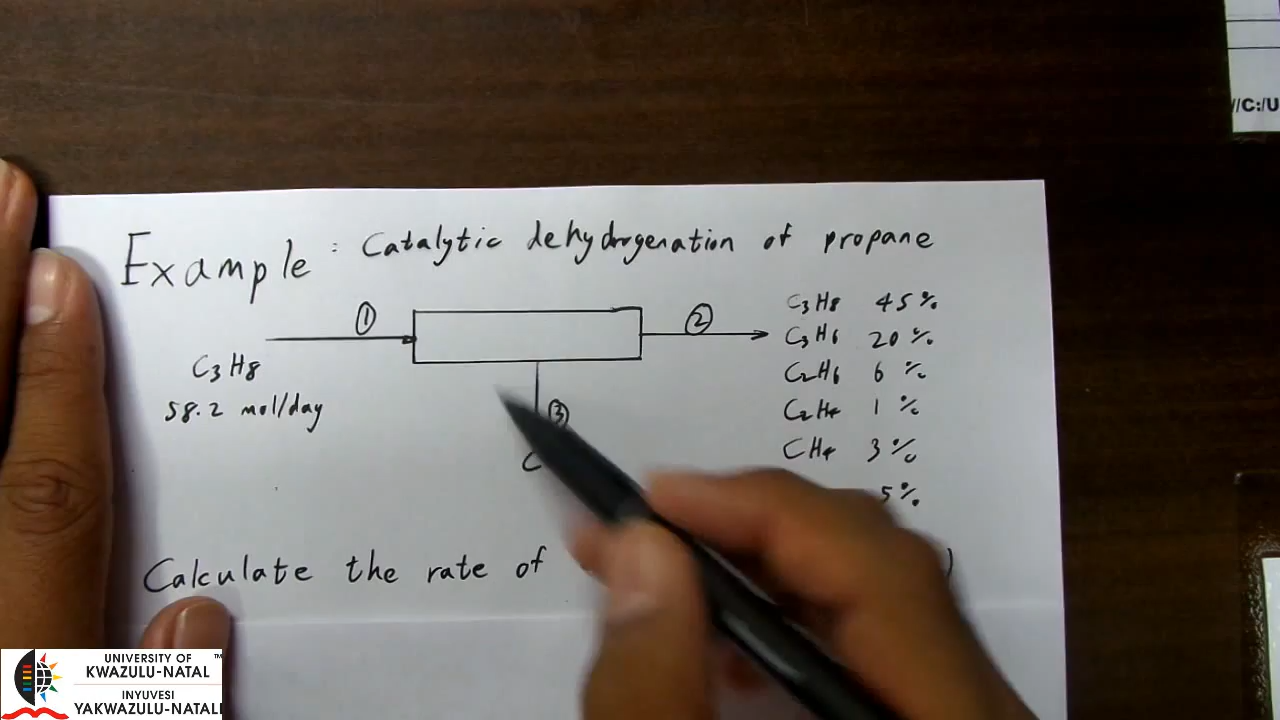 //C:/U
Example : Catalytic dehydrogenation of propane
①
②
C3H8 45%
C3H6 20%
C2H6 6%
C2H4 1%
CH4 3%
5%
C3H8
58.2 mol/day
③
C
Calculate the rate of
)
UNIVERSITY OF ™
KWAZULU-NATAL
INYUVESI
YAKWAZULU-NATALI